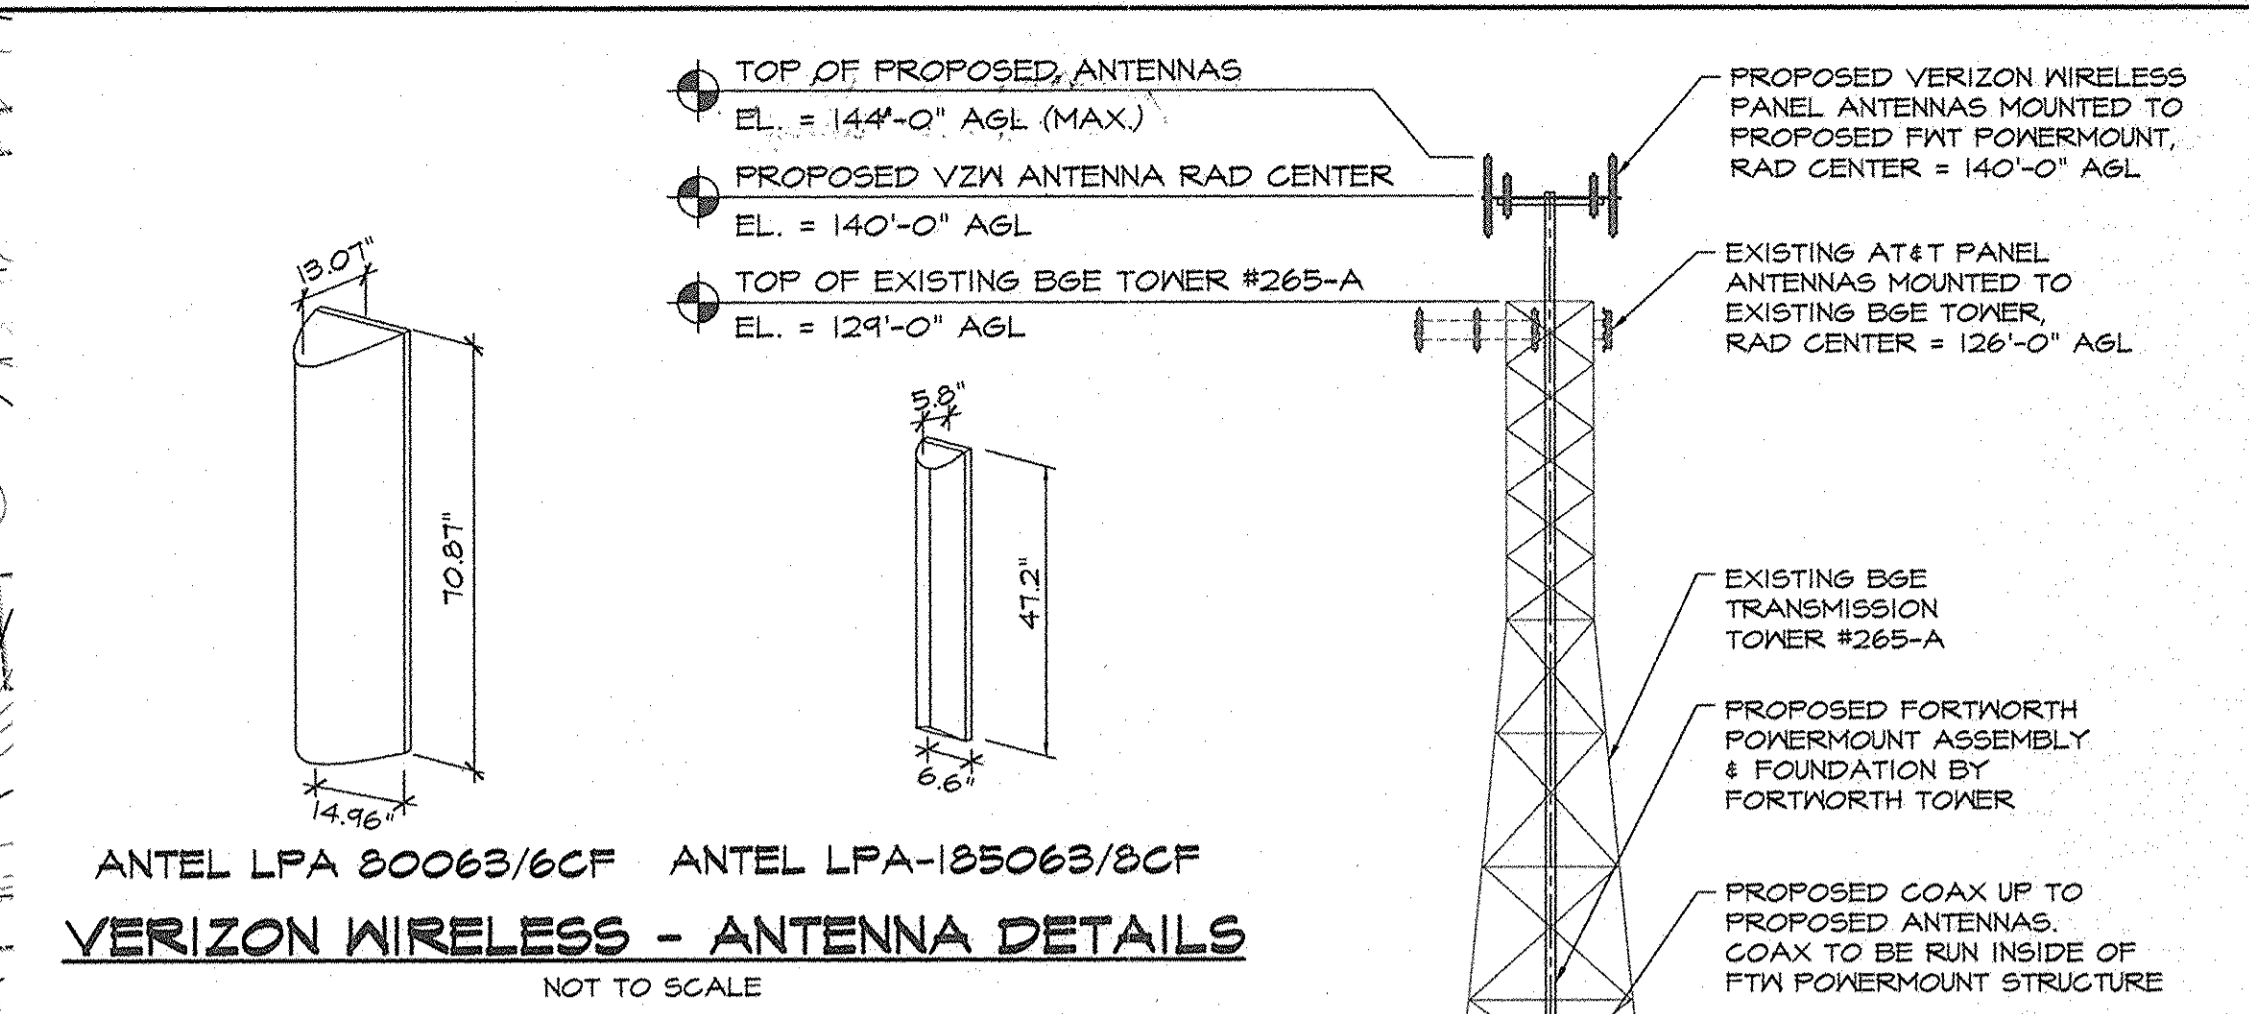 TOP OF PROPOSED ANTENNAS
EL. = 144'-0" AGL (MAX.)
PROPOSED VZW ANTENNA RAD CENTER
EL. = 140'-0" AGL
TOP OF EXISTING BGE TOWER #265-A
EL. = 129'-0" AGL
PROPOSED VERIZON WIRELESS
PANEL ANTENNAS MOUNTED TO
PROPOSED FWT POWERMOUNT,
RAD CENTER = 140'-0" AGL
EXISTING AT&T PANEL
ANTENNAS MOUNTED TO
EXISTING BGE TOWER,
RAD CENTER = 126'-0" AGL
EXISTING BGE
TRANSMISSION
TOWER #265-A
PROPOSED FORTWORTH
POWERMOUNT ASSEMBLY
& FOUNDATION BY
FORTWORTH TOWER
PROPOSED COAX UP TO
PROPOSED ANTENNAS.
COAX TO BE RUN INSIDE OF
FTW POWERMOUNT STRUCTURE
13.07"
70.87"
14.96"
5.8"
47.2"
6.6"
ANTEL LPA 80063/6CF
ANTEL LPA-185063/8CF
VERIZON WIRELESS - ANTENNA DETAILS
NOT TO SCALE